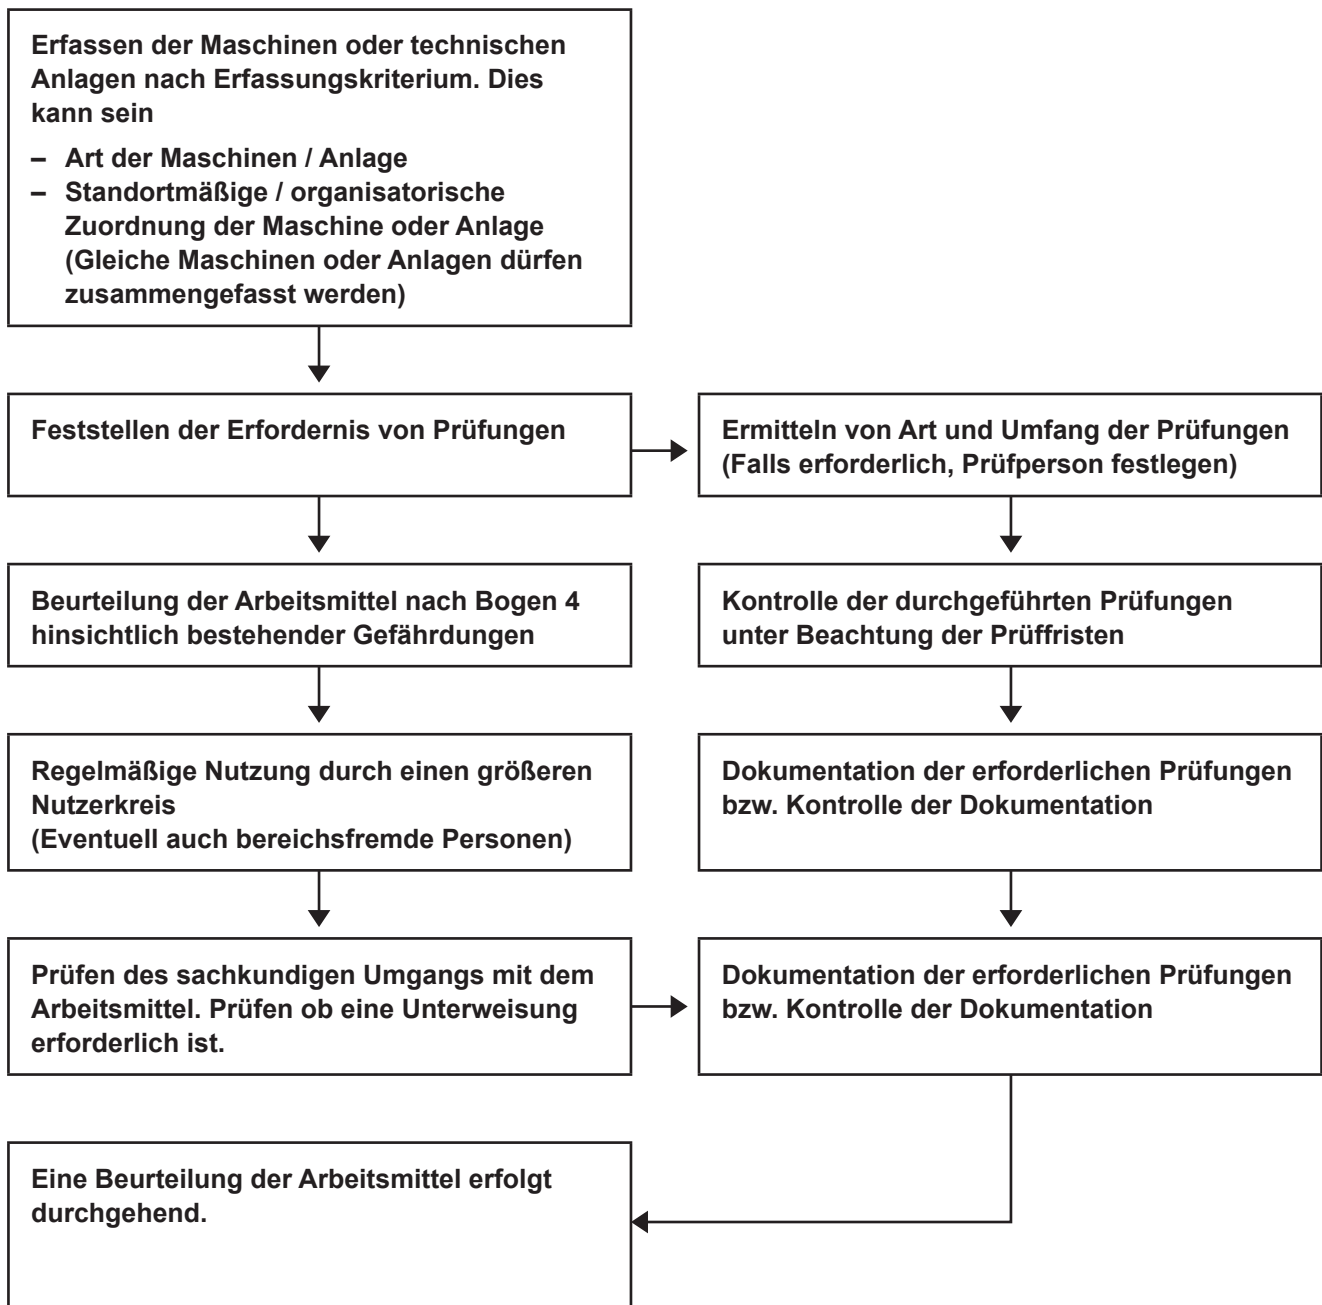 Erfassen der Maschinen oder technischen
Anlagen nach Erfassungskriterium. Dies
kann sein
– Art der Maschinen / Anlage
– Standortmäßige / organisatorische
Zuordnung der Maschine oder Anlage
(Gleiche Maschinen oder Anlagen dürfen
zusammengefasst werden)
Feststellen der Erfordernis von Prüfungen
Ermitteln von Art und Umfang der Prüfungen
(Falls erforderlich, Prüfperson festlegen)
Beurteilung der Arbeitsmittel nach Bogen 4
hinsichtlich bestehender Gefährdungen
Kontrolle der durchgeführten Prüfungen
unter Beachtung der Prüffristen
Regelmäßige Nutzung durch einen größeren
Nutzerkreis
(Eventuell auch bereichsfremde Personen)
Dokumentation der erforderlichen Prüfungen
bzw. Kontrolle der Dokumentation
Prüfen des sachkundigen Umgangs mit dem
Arbeitsmittel. Prüfen ob eine Unterweisung
erforderlich ist.
Dokumentation der erforderlichen Prüfungen
bzw. Kontrolle der Dokumentation
Eine Beurteilung der Arbeitsmittel erfolgt
durchgehend.